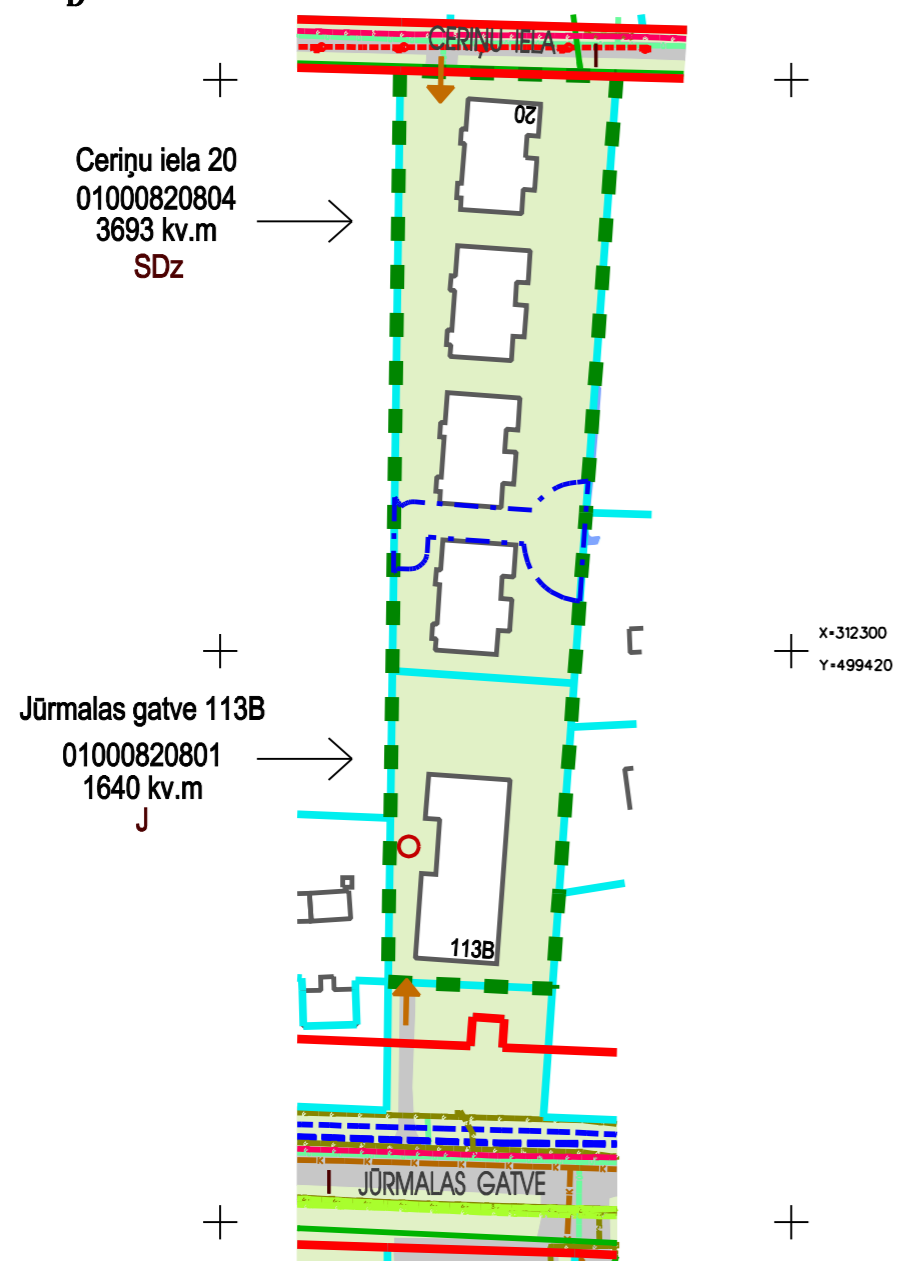 CERIŅU IELA
I
20
Ceriņu iela 20
01000820804
3693 kv.m
SDz
X=312300
Y=499420
Jūrmalas gatve 113B
01000820801
1640 kv.m
J
113B
I
JŪRMALAS GATVE